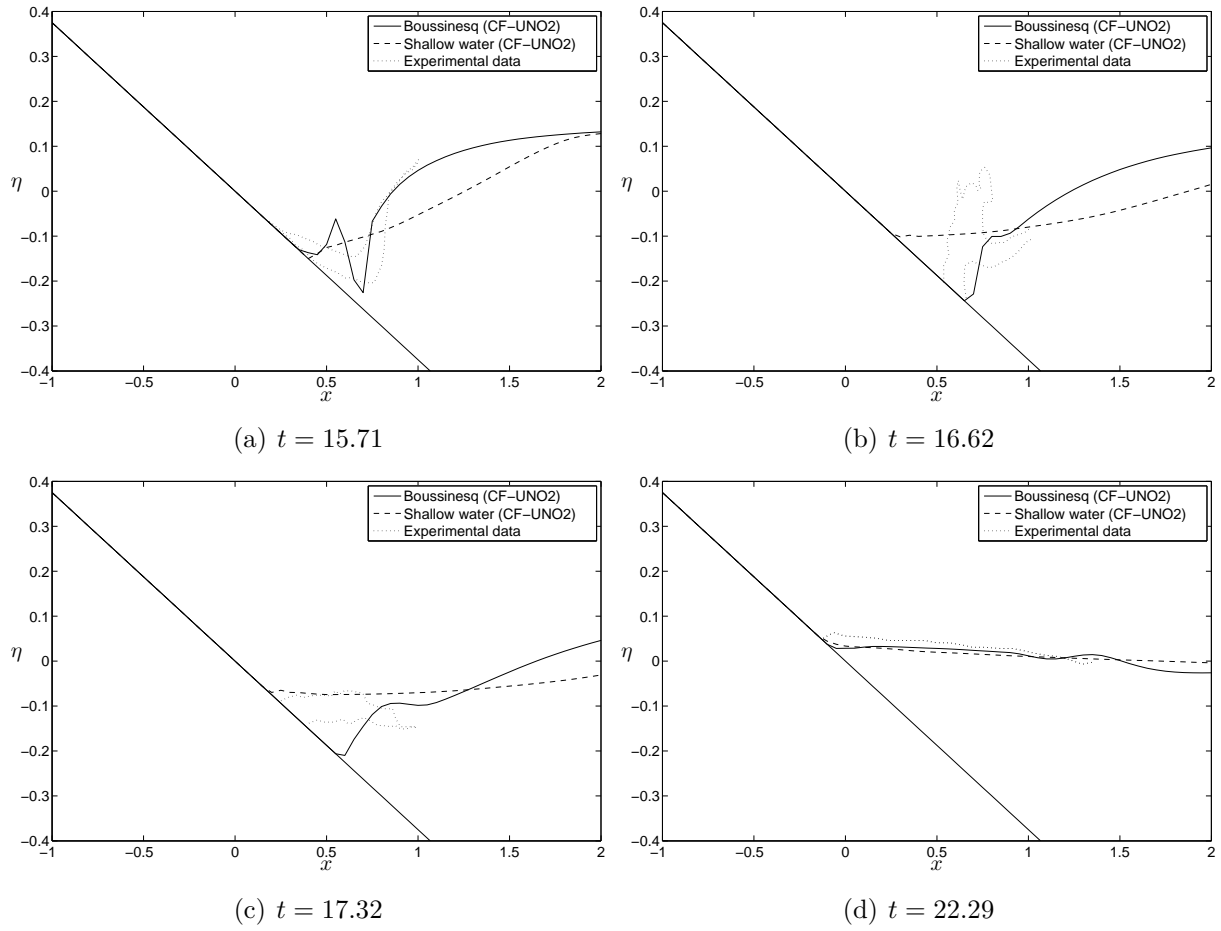 0.4
0.3
0.2
0.1
0
−0.1
−0.2
−0.3
−0.4
η
−1 −0.5 0 0.5 1 1.5 2
x
Boussinesq (CF−UNO2)
Shallow water (CF−UNO2)
Experimental data
(a) t = 15.71
0.4
0.3
0.2
0.1
0
−0.1
−0.2
−0.3
−0.4
η
−1 −0.5 0 0.5 1 1.5 2
x
Boussinesq (CF−UNO2)
Shallow water (CF−UNO2)
Experimental data
(b) t = 16.62
0.4
0.3
0.2
0.1
0
−0.1
−0.2
−0.3
−0.4
η
−1 −0.5 0 0.5 1 1.5 2
x
Boussinesq (CF−UNO2)
Shallow water (CF−UNO2)
Experimental data
(c) t = 17.32
0.4
0.3
0.2
0.1
0
−0.1
−0.2
−0.3
−0.4
η
−1 −0.5 0 0.5 1 1.5 2
x
Boussinesq (CF−UNO2)
Shallow water (CF−UNO2)
Experimental data
(d) t = 22.29